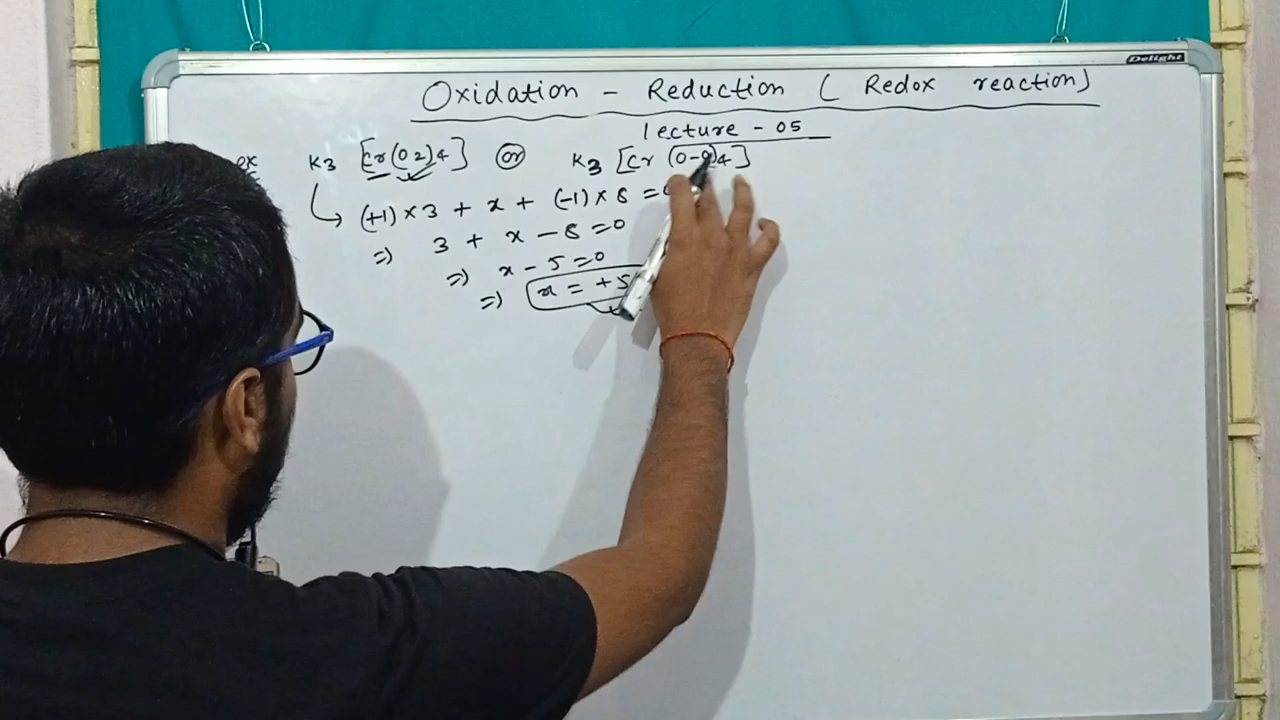 Delight
Oxidation - Reduction ( Redox reaction)
lecture - 05
ex K3 [Cr(O2)4] or K3 [Cr (O-O)4]
(+1)×3 + x + (-1)×8 =0
=) 3 + x - 8 =0
=) x - 5 =0
=) x = +5